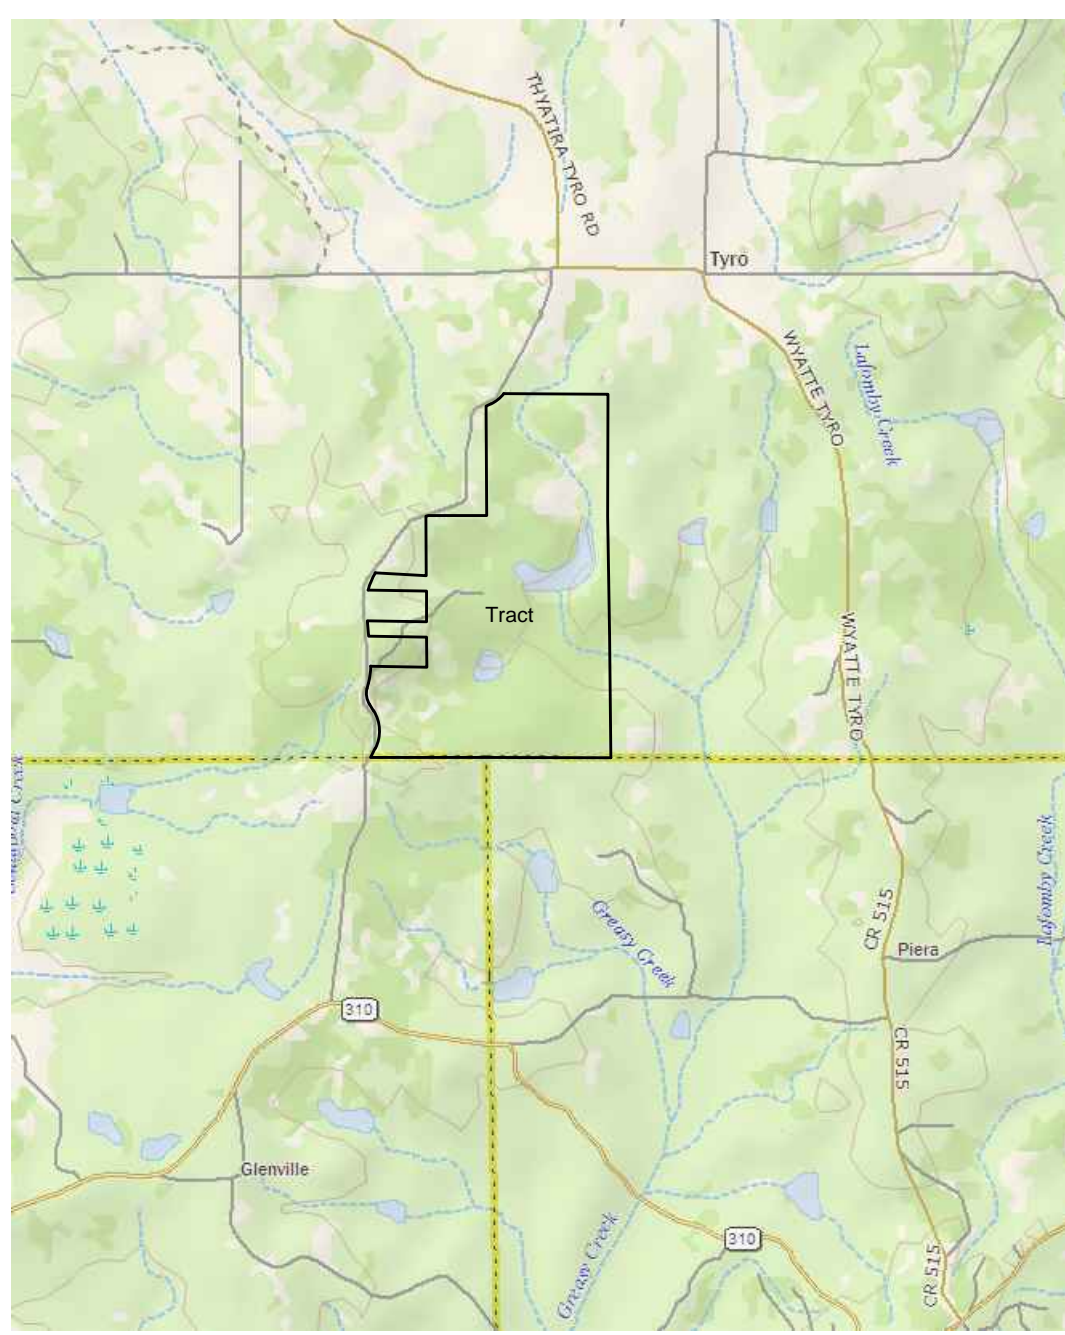 THYATIRA TYRO RD
Tyro
WYATTE TYRO
Lafomby Creek
Tract
WYATTE TYRO
Creek
Lafomby Creek
CR 515
Greasy Creek
Piera
310
CR 515
Glenville
Greasy Creek
310
CR 515